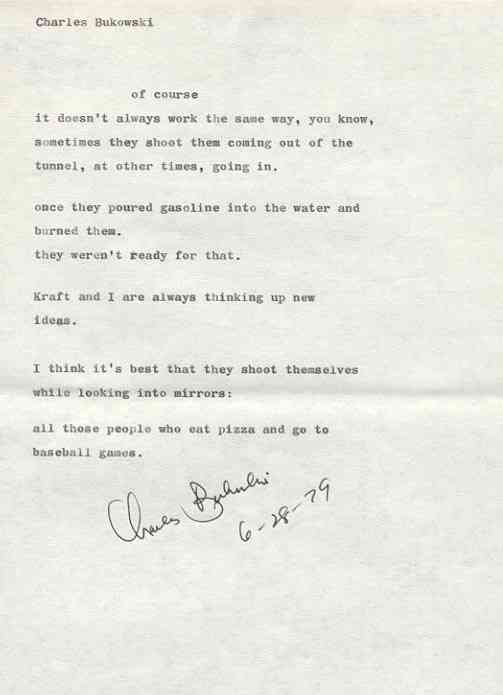 Charles Bukowski
of course
it doesn't always work the same way, you know,
sometimes they shoot them coming out of the
tunnel, at other times, going in.
once they poured gasoline into the water and
burned them.
they weren't ready for that.
Kraft and I are always thinking up new
ideas.
I think it's best that they shoot themselves
while looking into mirrors:
all those people who eat pizza and go to
baseball games.
Charles Bukowski
6-28-79